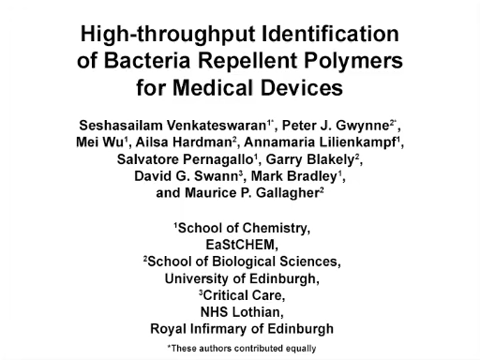 High-throughput Identification
of Bacteria Repellent Polymers
for Medical Devices
Seshasailam Venkateswaran¹*, Peter J. Gwynne²*,
Mei Wu¹, Ailsa Hardman², Annamaria Lilienkampf¹,
Salvatore Pernagallo¹, Garry Blakely²,
David G. Swann³, Mark Bradley¹,
and Maurice P. Gallagher²
¹School of Chemistry,
EaStCHEM,
²School of Biological Sciences,
University of Edinburgh,
³Critical Care,
NHS Lothian,
Royal Infirmary of Edinburgh
*These authors contributed equally